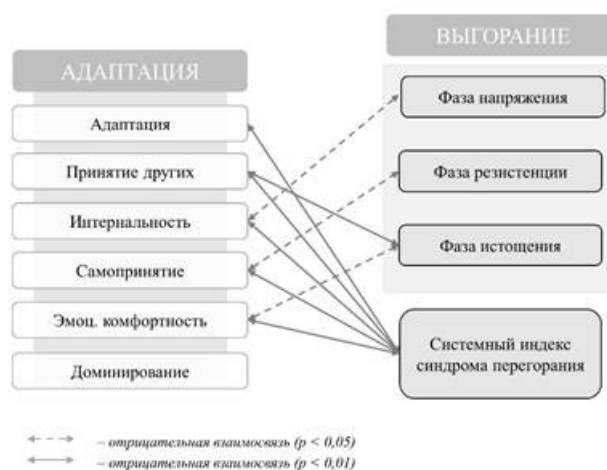 ВЫГОРАНИЕ
АДАПТАЦИЯ
Фаза напряжения
Адаптация
Принятие других
Фаза резистенции
Интернальность
Фаза истощения
Самопринятие
Эмоц. комфортность
Системный индекс
синдрома перегорания
Доминирование
– отрицательная взаимосвязь (p < 0,05)
– отрицательная взаимосвязь (p < 0,01)